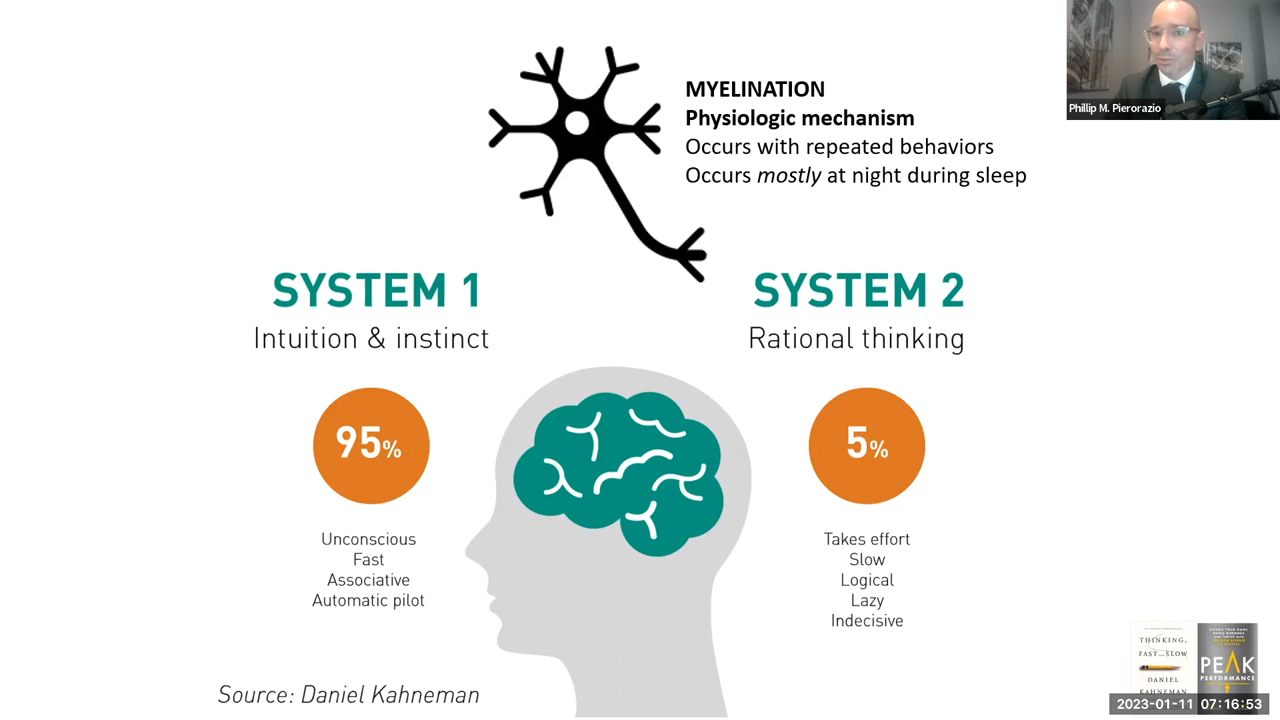 Phillip M. Pierorazio
MYELINATION
Physiologic mechanism
Occurs with repeated behaviors
Occurs mostly at night during sleep
SYSTEM 1
Intuition & instinct
95%
Unconscious
Fast
Associative
Automatic pilot
SYSTEM 2
Rational thinking
5%
Takes effort
Slow
Logical
Lazy
Indecisive
Source: Daniel Kahneman
THINKING,
FAST...SLOW
DANIEL
KAHNEMAN
PEAK
PERFORMANCE
2023-01-11 07:16:53